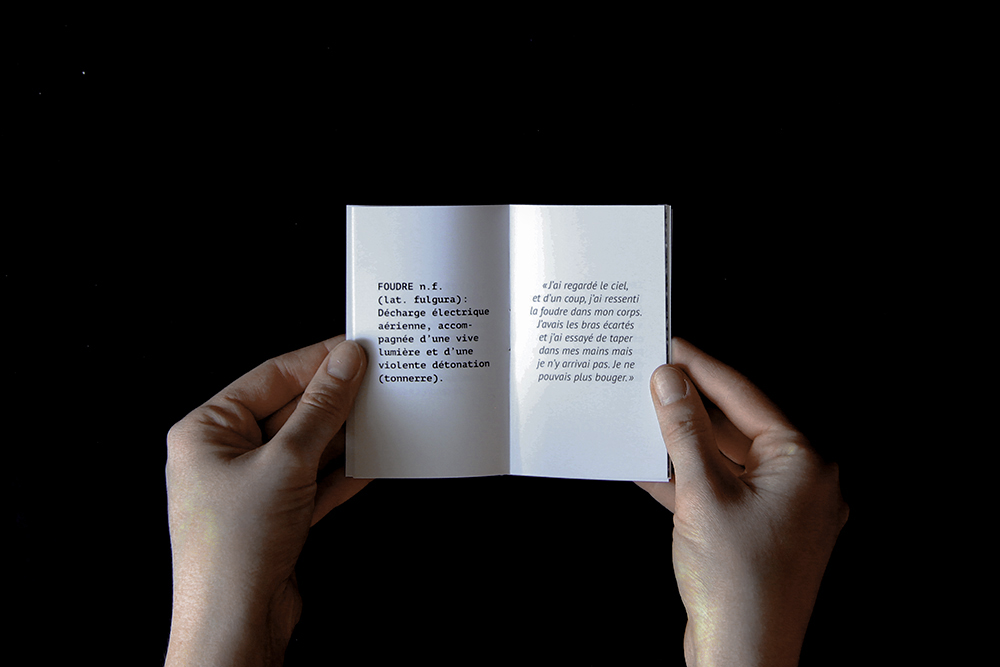 FOUDRE n.f.
(lat. fulgura):
Décharge électrique
aérienne, accom-
pagnée d'une vive
lumière et d'une
violente détonation
(tonnerre).
«J'ai regardé le ciel,
et d'un coup, j'ai ressenti
la foudre dans mon corps.
J'avais les bras écartés
et j'ai essayé de taper
dans mes mains mais
je n'y arrivai pas. Je ne
pouvais plus bouger.»